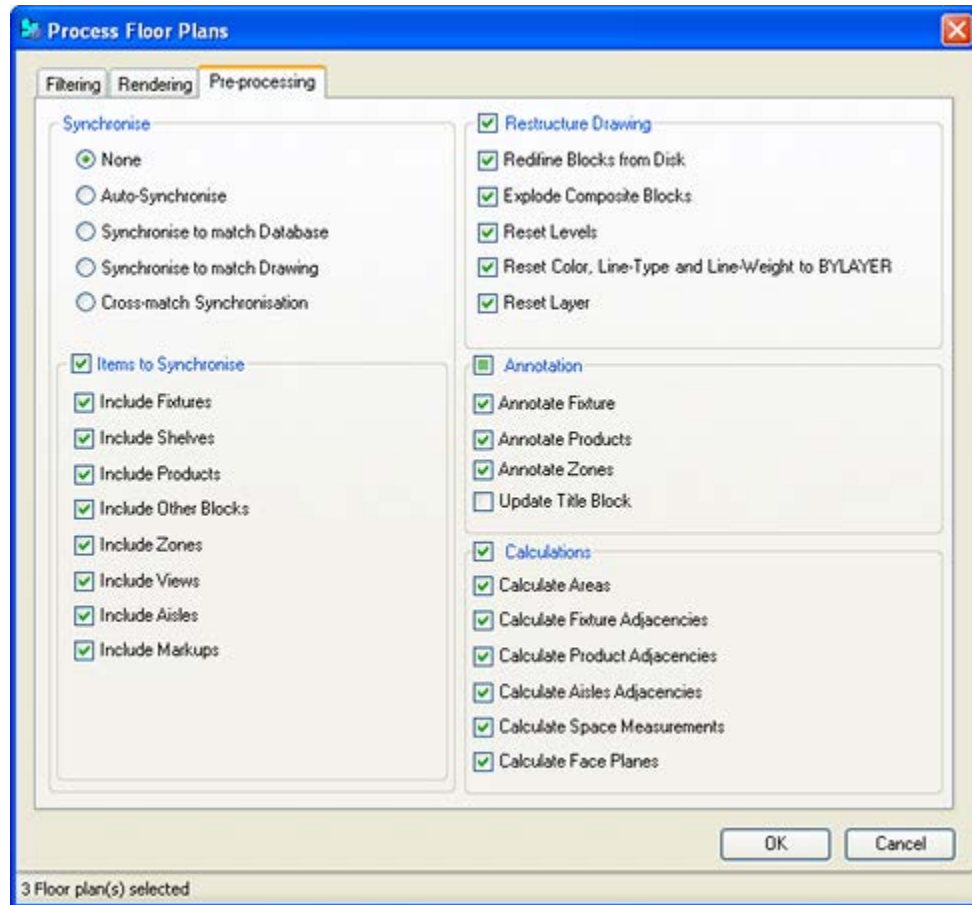 Process Floor Plans
Filtering Rendering Pre-processing
Synchronise
None
Auto-Synchronise
Synchronise to match Database
Synchronise to match Drawing
Cross-match Synchronisation
Items to Synchronise
Include Fixtures
Include Shelves
Include Products
Include Other Blocks
Include Zones
Include Views
Include Aisles
Include Markups
Restructure Drawing
Redifine Blocks from Disk
Explode Composite Blocks
Reset Levels
Reset Color, Line-Type and Line-Weight to BYLAYER
Reset Layer
Annotation
Annotate Fixture
Annotate Products
Annotate Zones
Update Title Block
Calculations
Calculate Areas
Calculate Fixture Adjacencies
Calculate Product Adjacencies
Calculate Aisles Adjacencies
Calculate Space Measurements
Calculate Face Planes
OK Cancel
3 Floor plan(s) selected